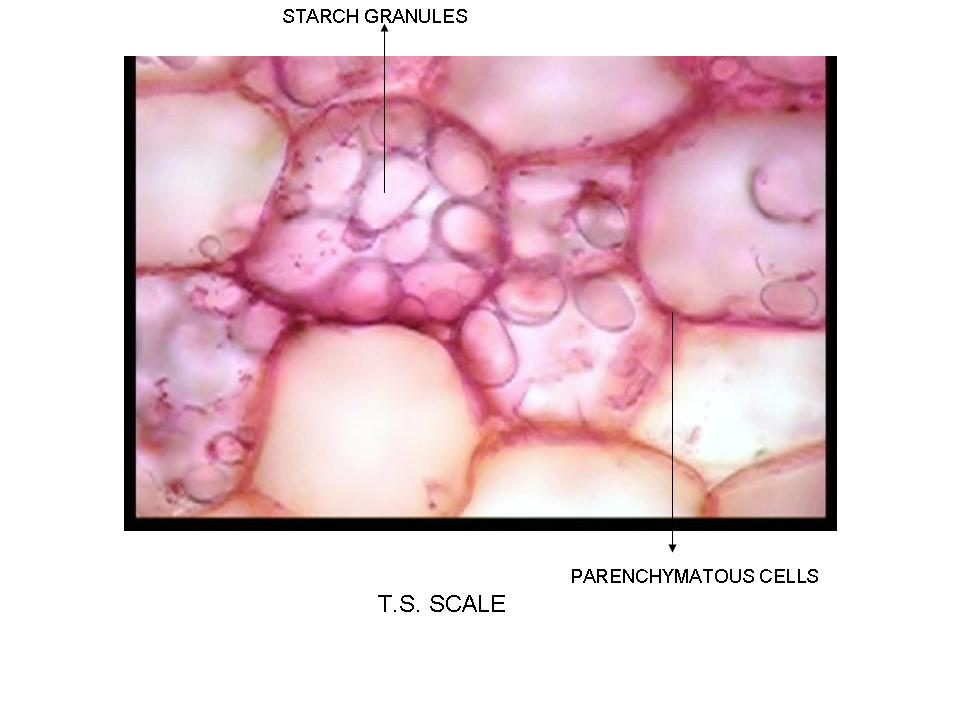 STARCH GRANULES
PARENCHYMATOUS CELLS
T.S. SCALE